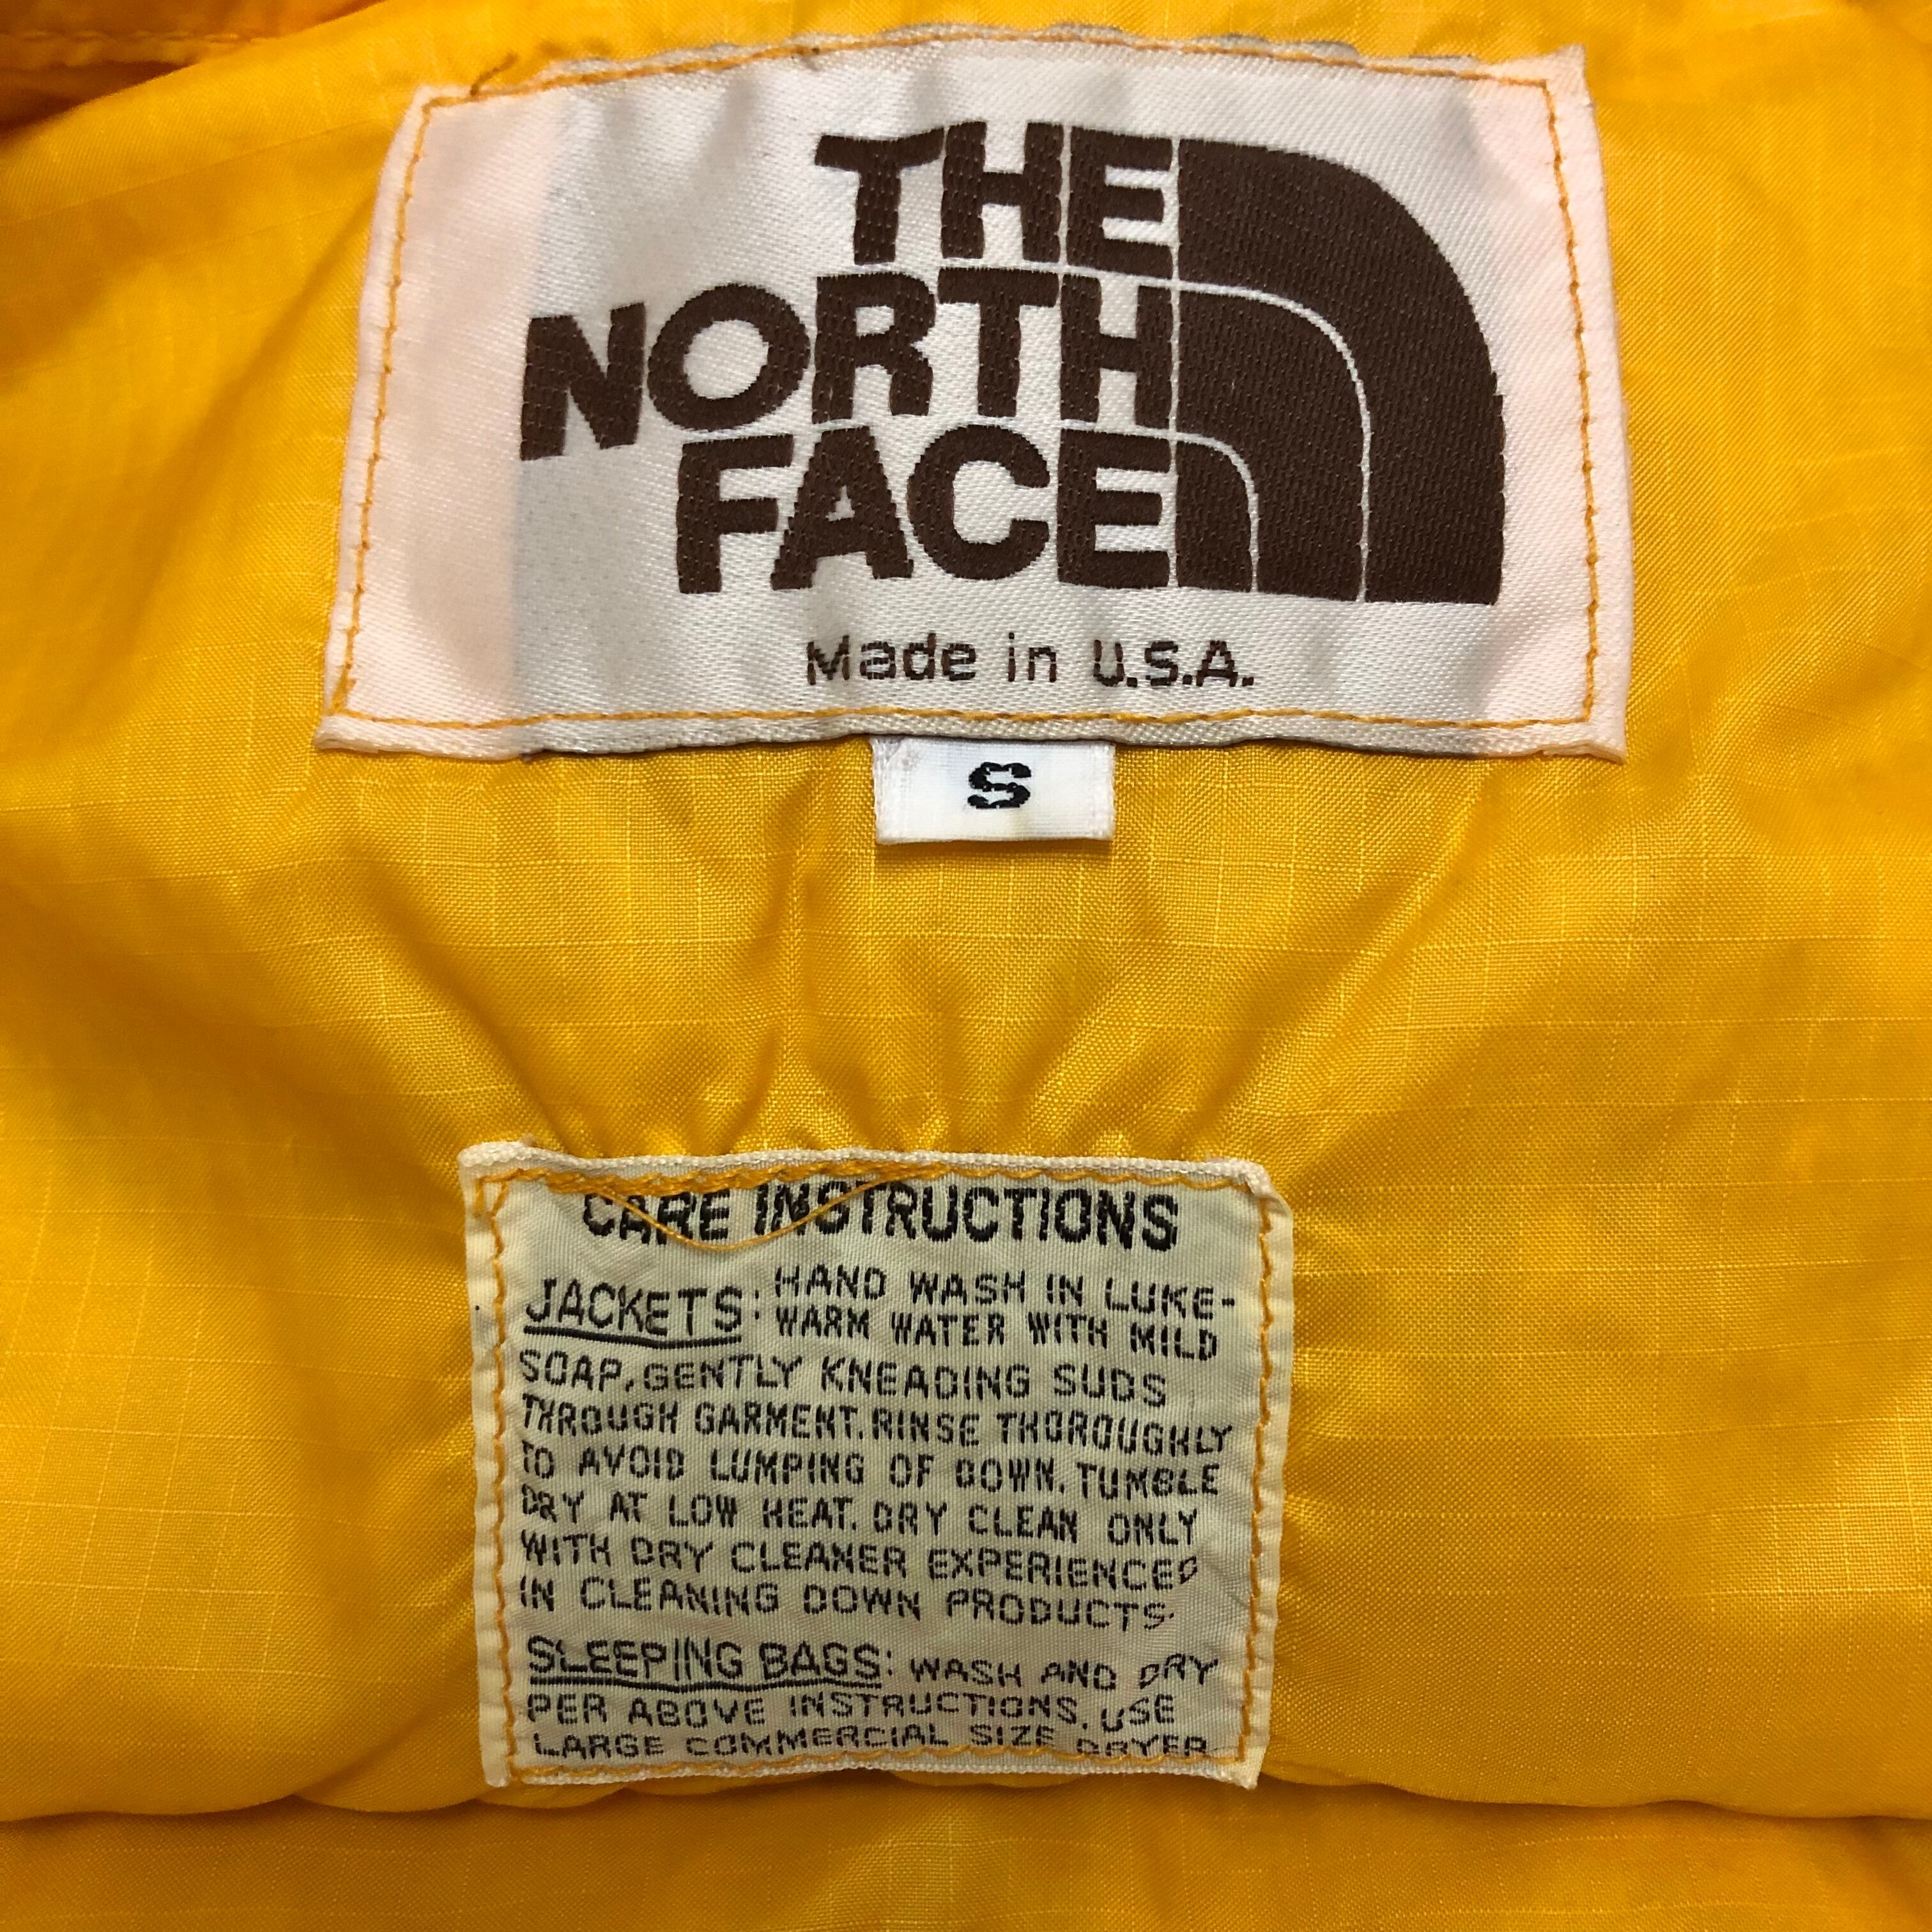 THE
NORTH
FACE
Made in U.S.A.
S
CARE INSTRUCTIONS
JACKETS: HAND WASH IN LUKE-
WARM WATER WITH MILD
SOAP, GENTLY KNEADING SUDS
THROUGH GARMENT. RINSE THOROUGHLY
TO AVOID LUMPING OF DOWN. TUMBLE
DRY AT LOW HEAT. DRY CLEAN ONLY
WITH DRY CLEANER EXPERIENCED
IN CLEANING DOWN PRODUCTS.
SLEEPING BAGS: WASH AND DRY
PER ABOVE INSTRUCTIONS. USE
LARGE COMMERCIAL SIZE DRYER